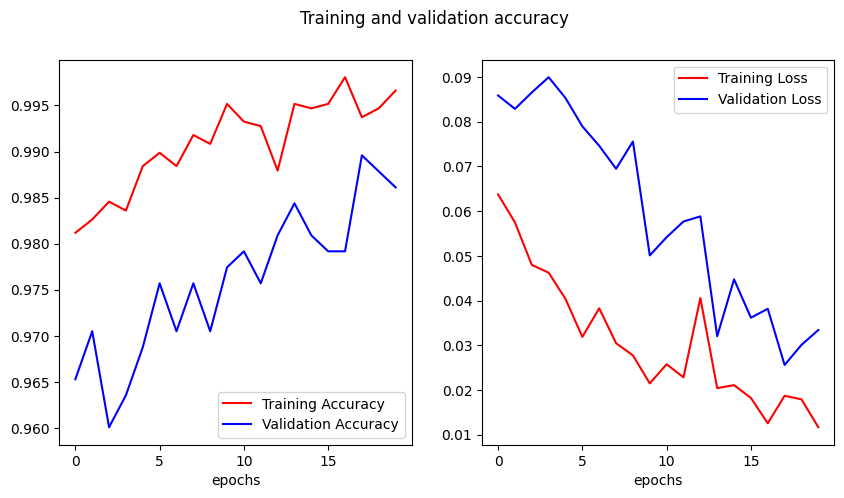 Training and validation accuracy
0.995
0.990
0.985
0.980
0.975
0.970
0.965
0.960
Training Accuracy
Validation Accuracy
0 5 10 15
epochs
0.09
0.08
0.07
0.06
0.05
0.04
0.03
0.02
0.01
Training Loss
Validation Loss
0 5 10 15
epochs